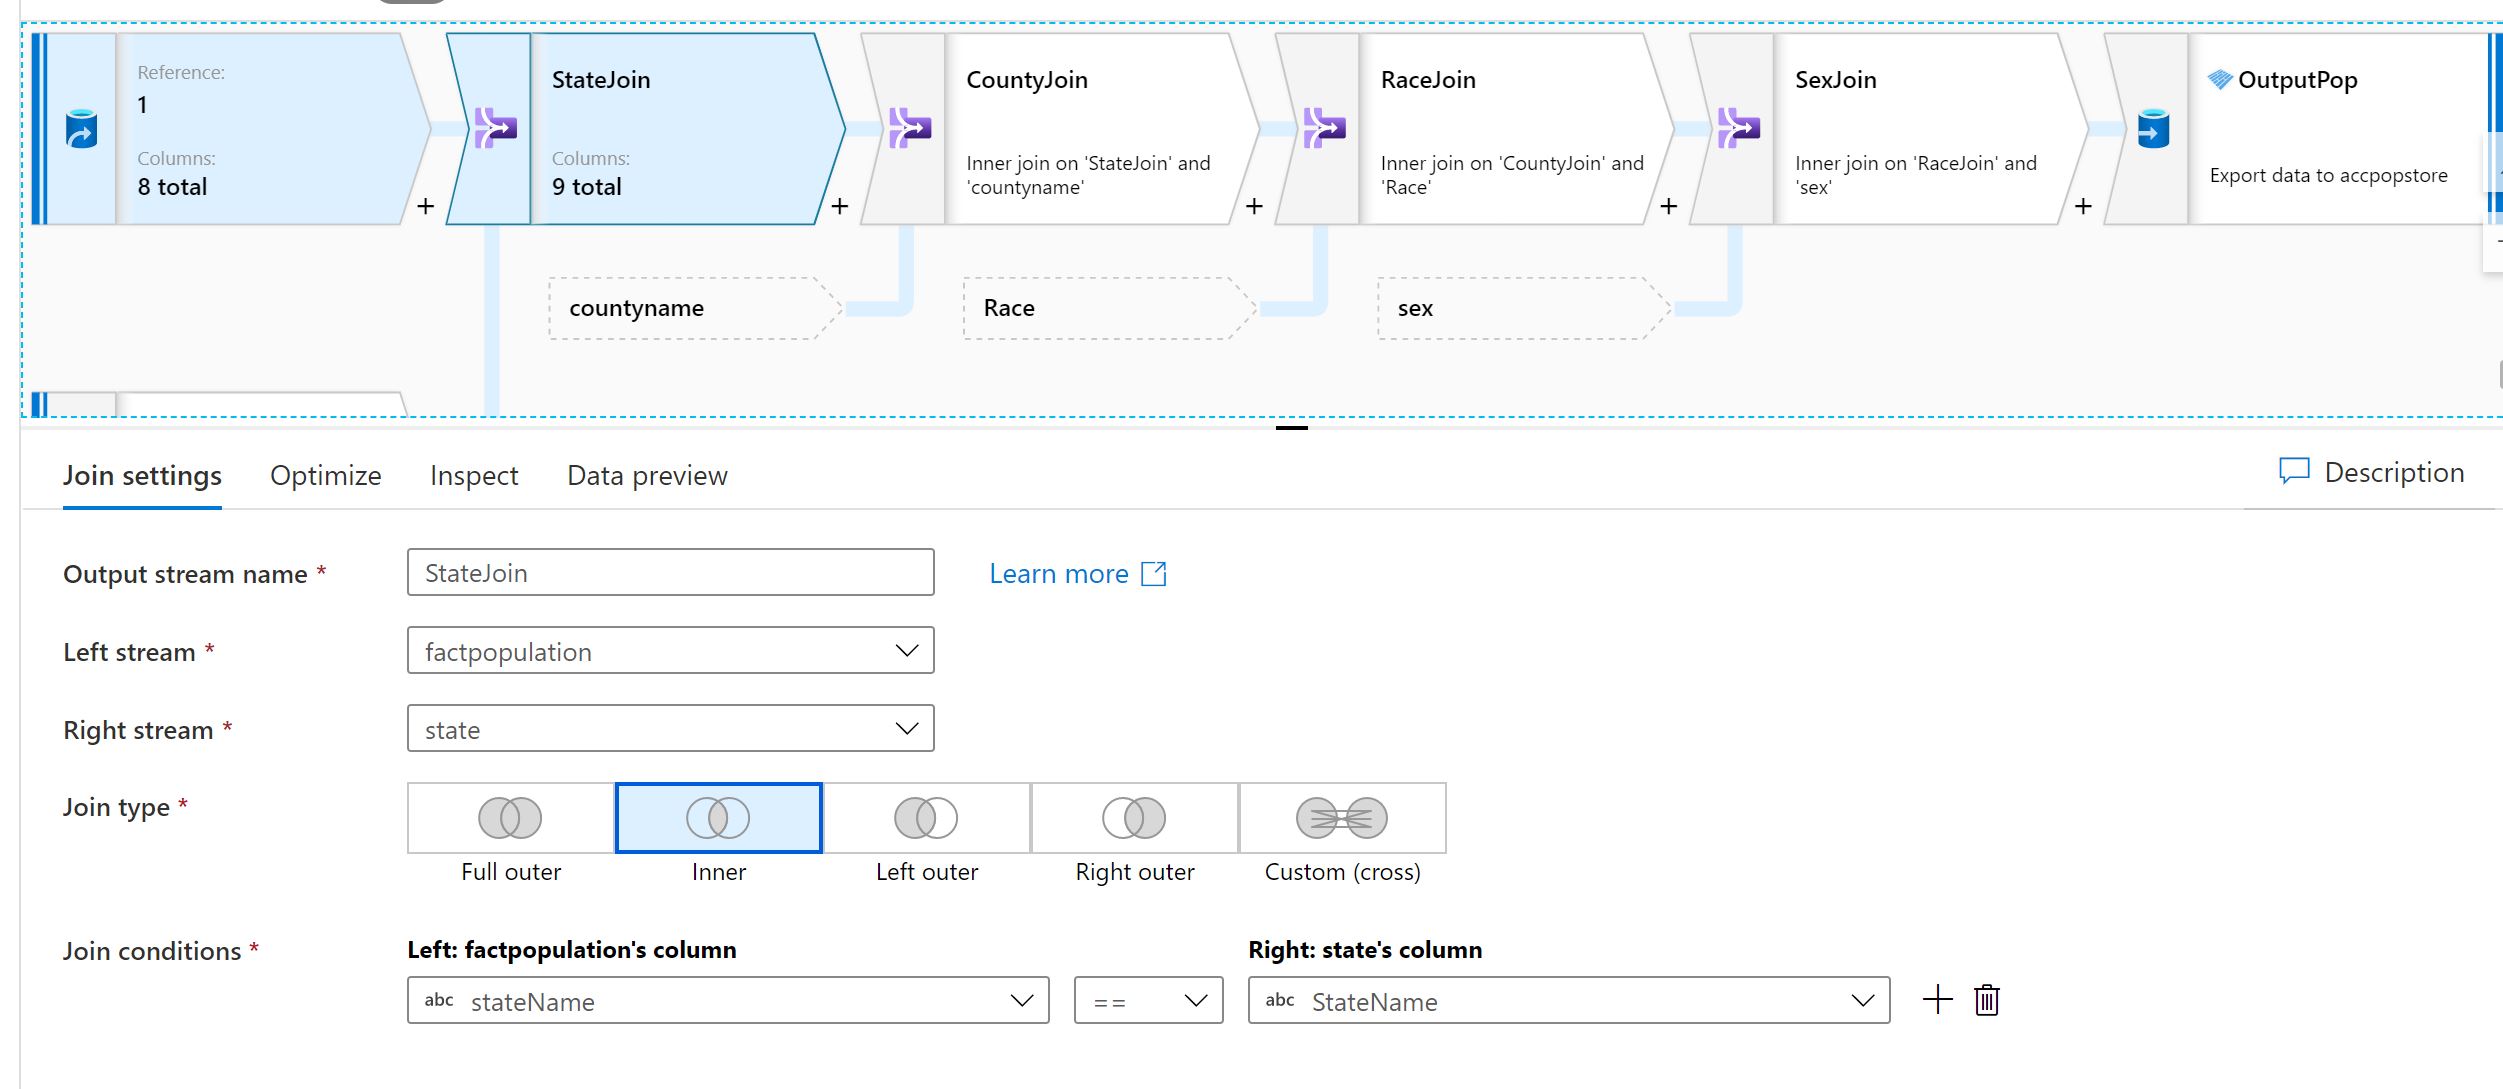 Reference:
1
Columns:
8 total
+
StateJoin
Columns:
9 total
+
CountyJoin
Inner join on 'StateJoin' and
'countyname'
+
RaceJoin
Inner join on 'CountyJoin' and
'Race'
+
SexJoin
Inner join on 'RaceJoin' and
'sex'
+
OutputPop
Export data to accpopstore
countyname
Race
sex
Join settings
Optimize
Inspect
Data preview
Description
Output stream name *
StateJoin
Learn more
Left stream *
factpopulation
Right stream *
state
Join type *
Full outer
Inner
Left outer
Right outer
Custom (cross)
Join conditions *
Left: factpopulation's column
Right: state's column
abc stateName
==
abc StateName